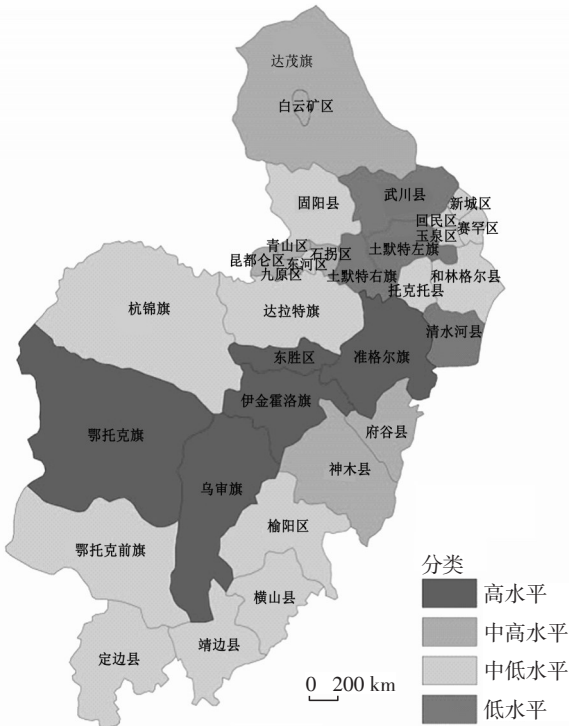 达茂旗
白云矿区
固阳县
武川县
新城区
回民区
赛罕区
玉泉区
青山区
石拐区
土默特左旗
昆都仑区
东河区
九原区
土默特右旗
托克托县
和林格尔县
杭锦旗
达拉特旗
清水河县
东胜区
准格尔旗
伊金霍洛旗
鄂托克旗
府谷县
神木县
乌审旗
榆阳区
鄂托克前旗
横山县
定边县
靖边县
分类
高水平
中高水平
中低水平
低水平
0 200 km